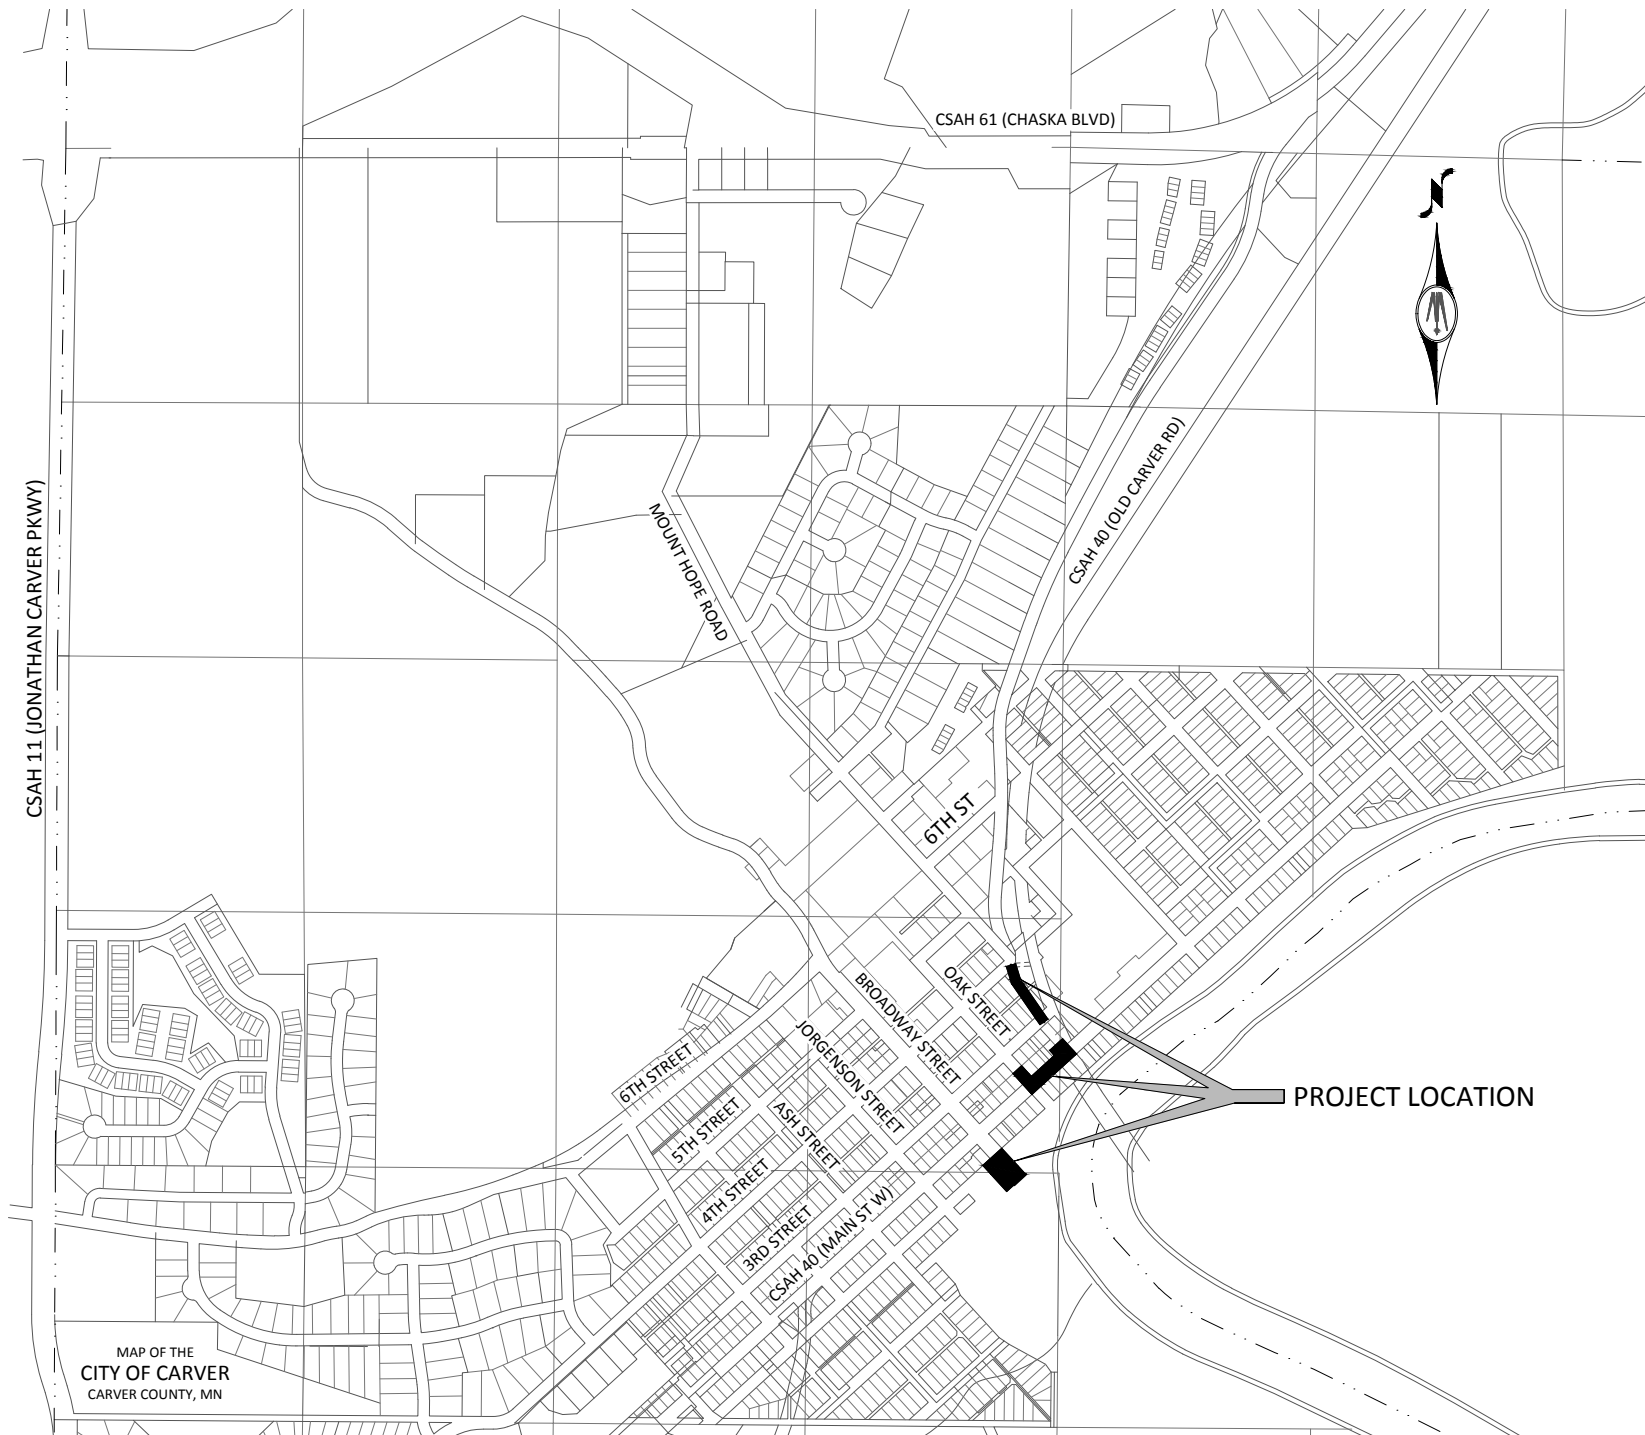 CSAH 61 (CHASKA BLVD)
N
CSAH 40 (OLD CARVER RD)
MOUNT HOPE ROAD
CSAH 11 (JONATHAN CARVER PKWY)
6TH ST
OAK STREET
BROADWAY STREET
JORGENSON STREET
ASH STREET
6TH STREET
5TH STREET
4TH STREET
3RD STREET
CSAH 40 (MAIN ST W)
PROJECT LOCATION
MAP OF THE
CITY OF CARVER
CARVER COUNTY, MN